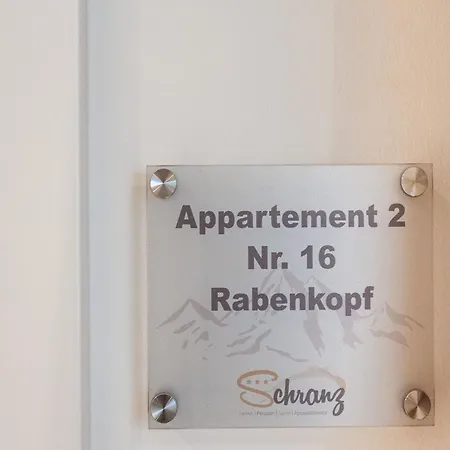 Appartement 2
Nr. 16
Rabenkopf
Schranz